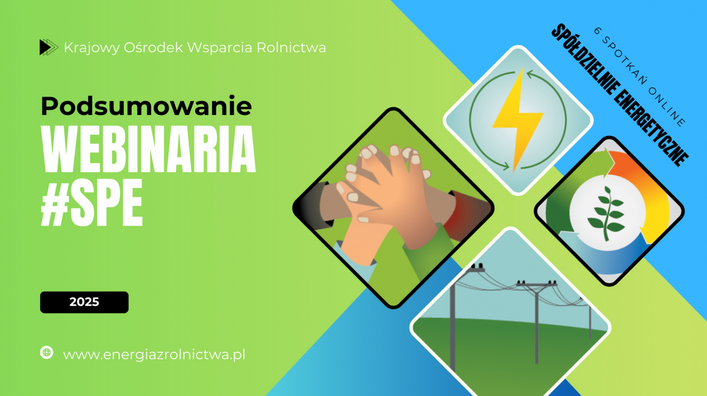 Krajowy Ośrodek Wsparcia Rolnictwa
Podsumowanie
WEBINARIA
#SPE
2025
www.energiazrolnictwa.pl
6 SPOTKAŃ ONLINE
SPÓŁDZIELNIE ENERGETYCZNE